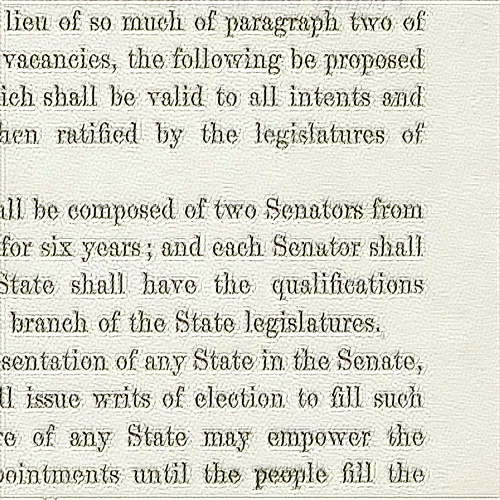 lieu of so much of paragraph two of
vacancies, the following be proposed
ich shall be valid to all intents and
hen ratified by the legislatures of
all be composed of two Senators from
for six years; and each Senator shall
State shall have the qualifications
branch of the State legislatures.
sentation of any State in the Senate,
ll issue writs of election to fill such
re of any State may empower the
pointments until the people fill the